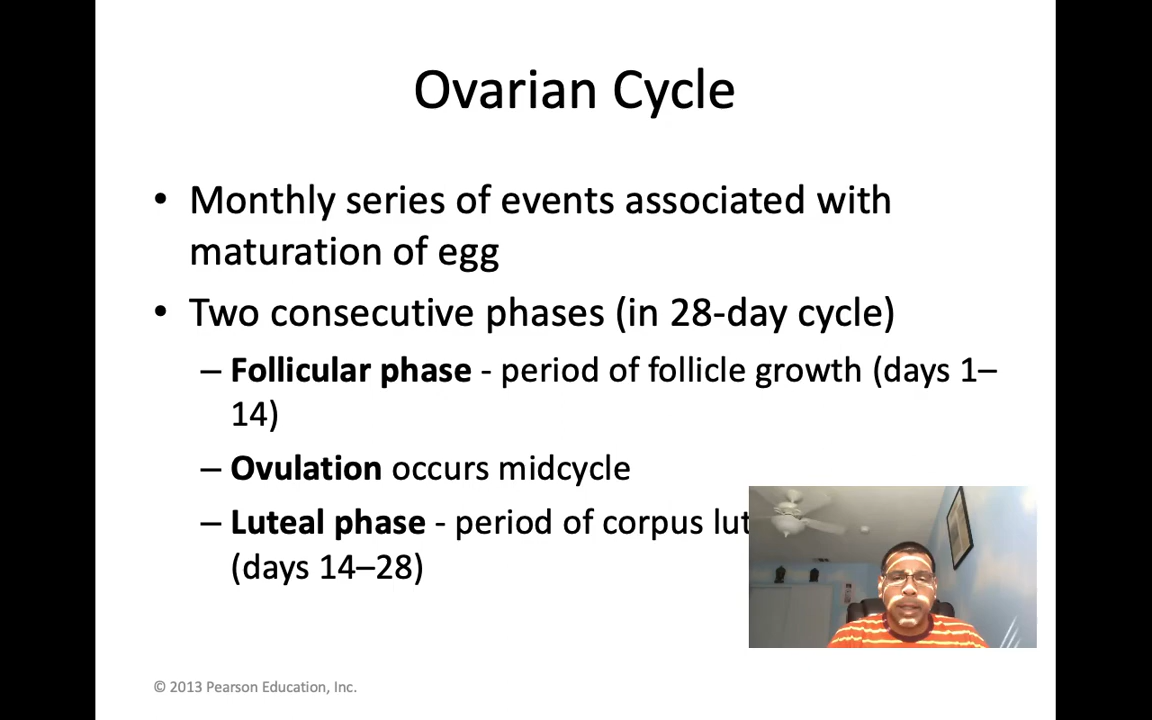 Ovarian Cycle
• Monthly series of events associated with
maturation of egg
• Two consecutive phases (in 28-day cycle)
– Follicular phase - period of follicle growth (days 1–
14)
– Ovulation occurs midcycle
– Luteal phase - period of corpus lut
(days 14–28)
© 2013 Pearson Education, Inc.